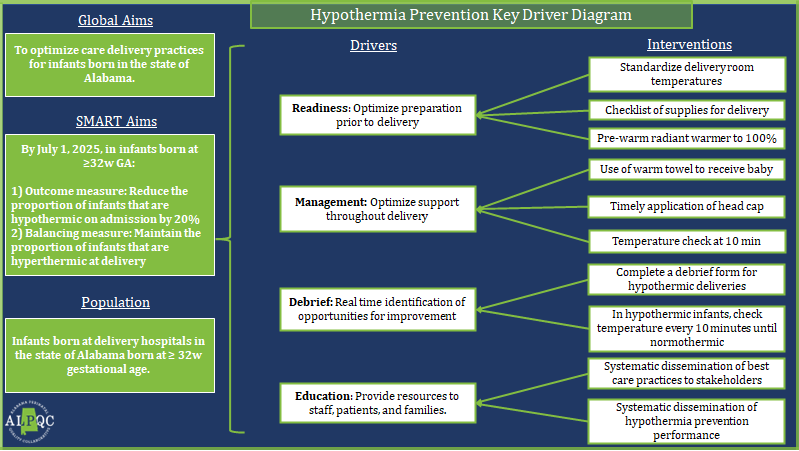 Hypothermia Prevention Key Driver Diagram
Global Aims
To optimize care delivery practices
for infants born in the state of
Alabama.
SMART Aims
By July 1, 2025, in infants born at
≥32w GA:
1) Outcome measure: Reduce the
proportion of infants that are
hypothermic on admission by 20%
2) Balancing measure: Maintain the
proportion of infants that are
hyperthermic at delivery
Population
Infants born at delivery hospitals in
the state of Alabama born at ≥ 32w
gestational age.
ALPQC
Drivers
Readiness: Optimize preparation
prior to delivery
Management: Optimize support
throughout delivery
Debrief: Real time identification of
opportunities for improvement
Education: Provide resources to
staff, patients, and families.
Interventions
Standardize delivery room
temperatures
Checklist of supplies for delivery
Pre-warm radiant warmer to 100%
Use of warm towel to receive baby
Timely application of head cap
Temperature check at 10 min
Complete a debrief form for
hypothermic deliveries
In hypothermic infants, check
temperature every 10 minutes until
normothermic
Systematic dissemination of best
care practices to stakeholders
Systematic dissemination of
hypothermia prevention
performance